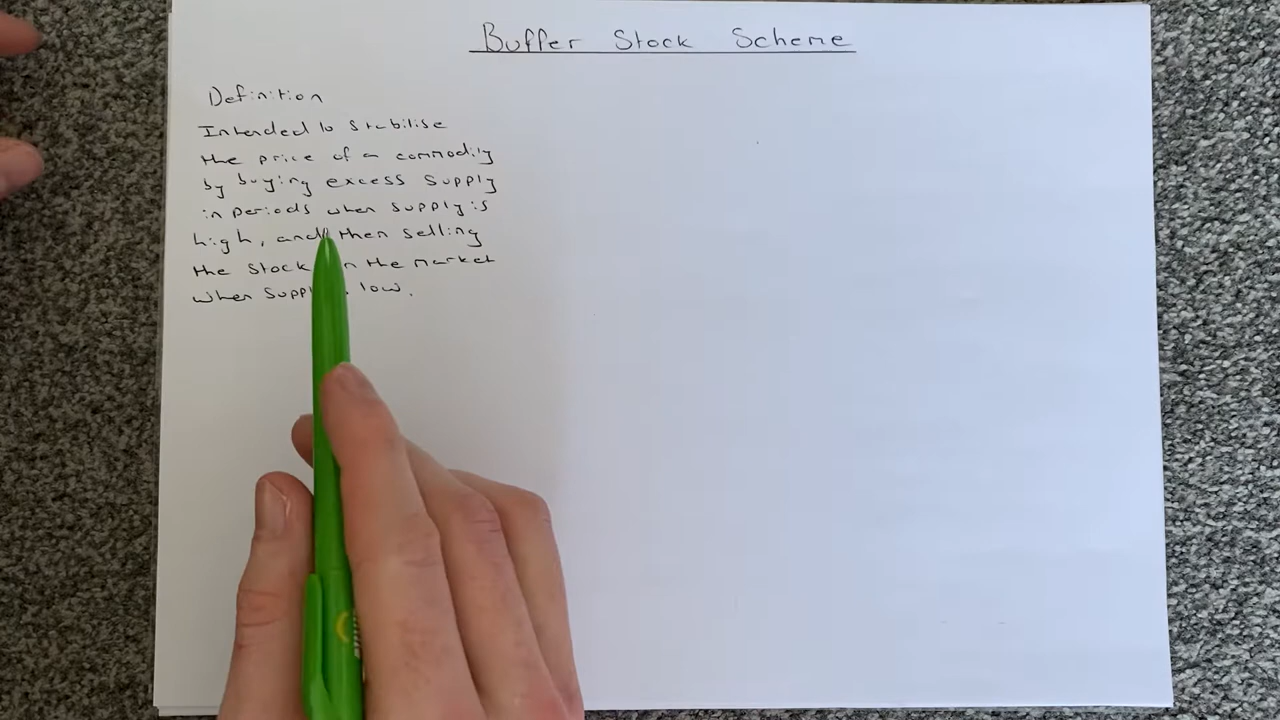 Buffer Stock Scheme
Definition
Intended to stabilise
the price of a commodity
by buying excess supply
in periods when supply is
high, and then selling
the stock the market
when low.